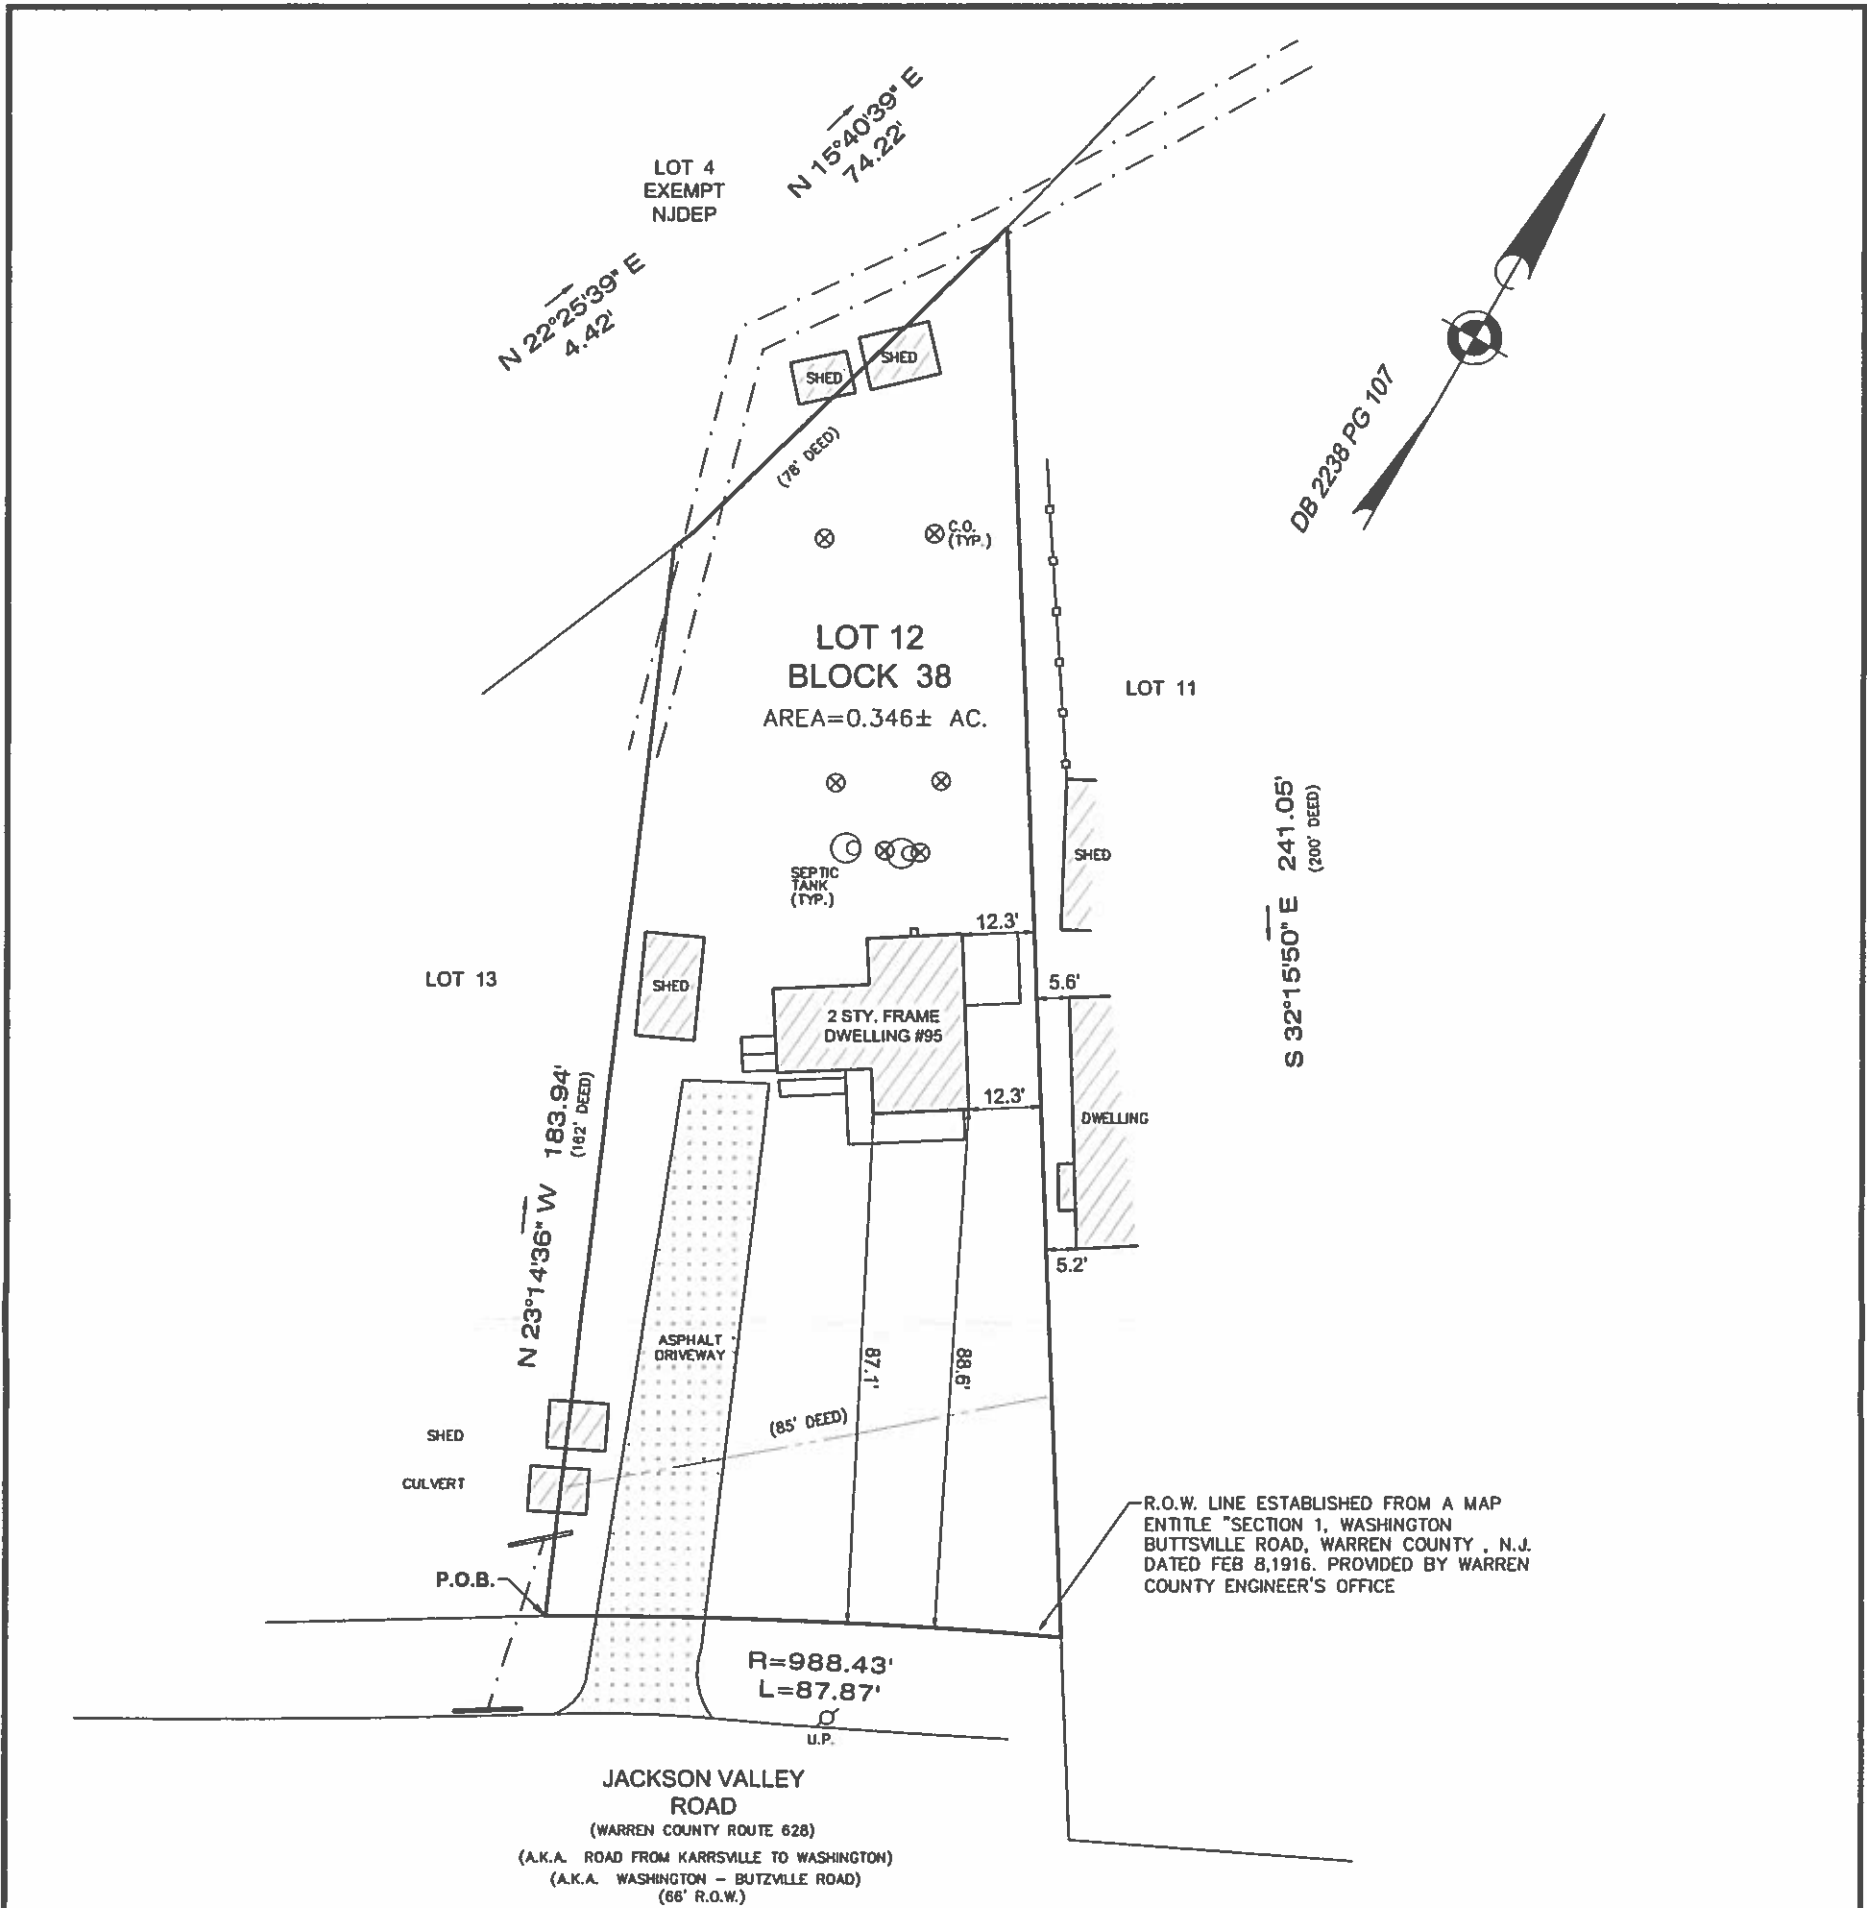 N 15°40'39" E
74.22'
LOT 4
EXEMPT
NJDEP
N 22°25'39" E
4.42'
SHED
SHED
(78' DEED)
DB 2238 PG 107
C.O.
(TYP.)
LOT 12
BLOCK 38
AREA=0.346± AC.
LOT 11
S 32°15'50" E 241.05'
(200' DEED)
SHED
SEPTIC
TANK
(TYP.)
12.3'
LOT 13
SHED
5.6'
2 STY. FRAME
DWELLING #95
12.3'
DWELLING
N 23°14'36" W 183.94'
(162' DEED)
5.2'
ASPHALT
DRIVEWAY
87.1'
88.6'
(85' DEED)
SHED
CULVERT
R.O.W. LINE ESTABLISHED FROM A MAP
ENTITLE "SECTION 1, WASHINGTON
BUTTSVILLE ROAD, WARREN COUNTY , N.J.
DATED FEB 8,1916. PROVIDED BY WARREN
COUNTY ENGINEER'S OFFICE
P.O.B.
R=988.43'
L=87.87'
U.P.
JACKSON VALLEY
ROAD
(WARREN COUNTY ROUTE 628)
(A.K.A. ROAD FROM KARRSVILLE TO WASHINGTON)
(A.K.A. WASHINGTON - BUTZVILLE ROAD)
(66' R.O.W.)